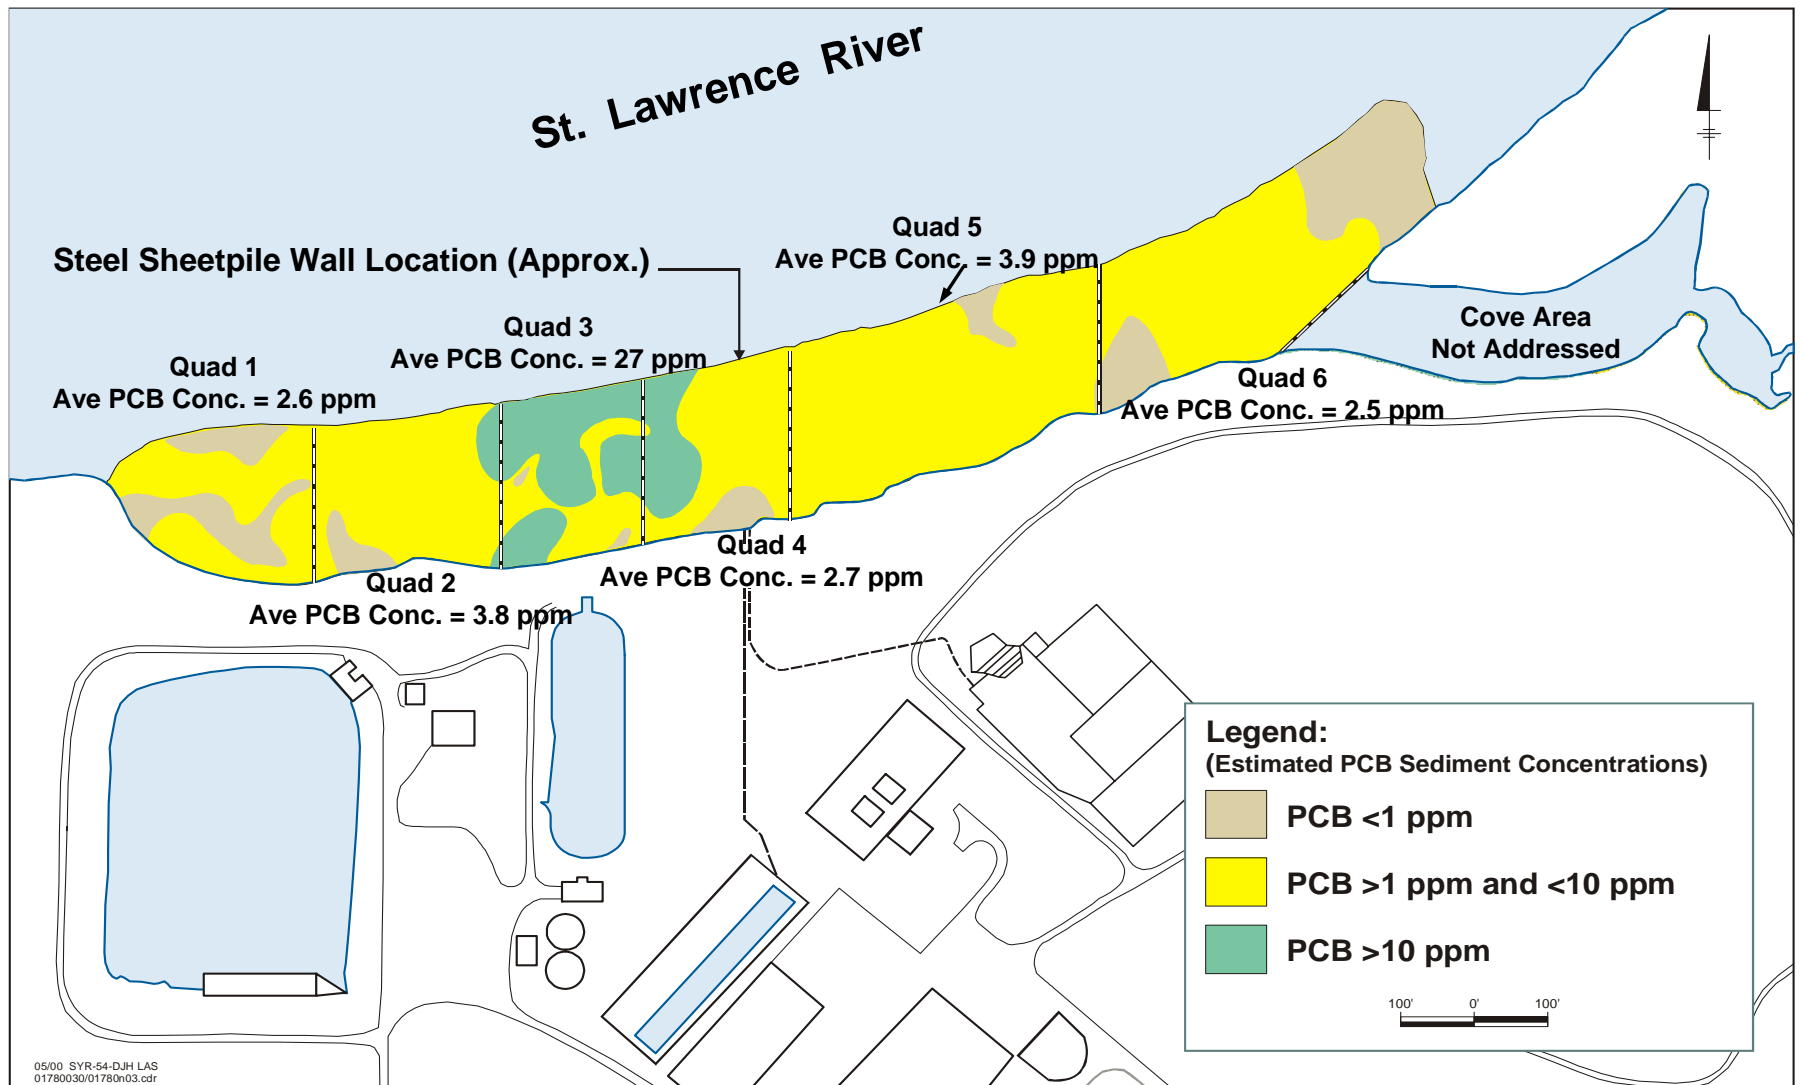 St. Lawrence River
Quad 5
Ave PCB Conc. = 3.9 ppm
Steel Sheetpile Wall Location (Approx.)
Quad 3
Ave PCB Conc. = 27 ppm
Quad 1
Ave PCB Conc. = 2.6 ppm
Cove Area
Not Addressed
Quad 6
Ave PCB Conc. = 2.5 ppm
Quad 4
Ave PCB Conc. = 2.7 ppm
Quad 2
Ave PCB Conc. = 3.8 ppm
Legend:
(Estimated PCB Sediment Concentrations)
PCB <1 ppm
PCB >1 ppm and <10 ppm
PCB >10 ppm
100' 0' 100'
05/00 SYR-54-DJH LAS
01780030/01780n03.cdr